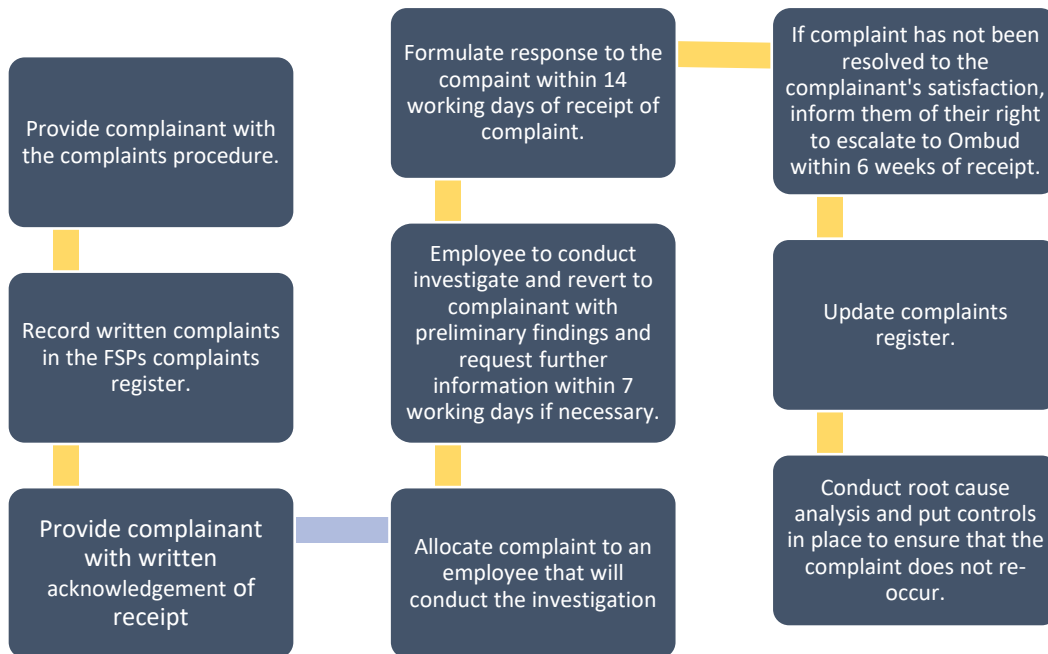 Provide complainant with
the complaints procedure.
Record written complaints
in the FSPs complaints
register.
Provide complainant
with written
acknowledgement of
receipt
Allocate complaint to an
employee that will
conduct the investigation
Employee to conduct
investigate and revert to
complainant with
preliminary findings and
request further
information within 7
working days if necessary.
Formulate response to the
compaint within 14
working days of receipt of
complaint.
If complaint has not been
resolved to the
complainant's satisfaction,
inform them of their right
to escalate to Ombud
within 6 weeks of receipt.
Update complaints
register.
Conduct root cause
analysis and put controls
in place to ensure that the
complaint does not re-
occur.